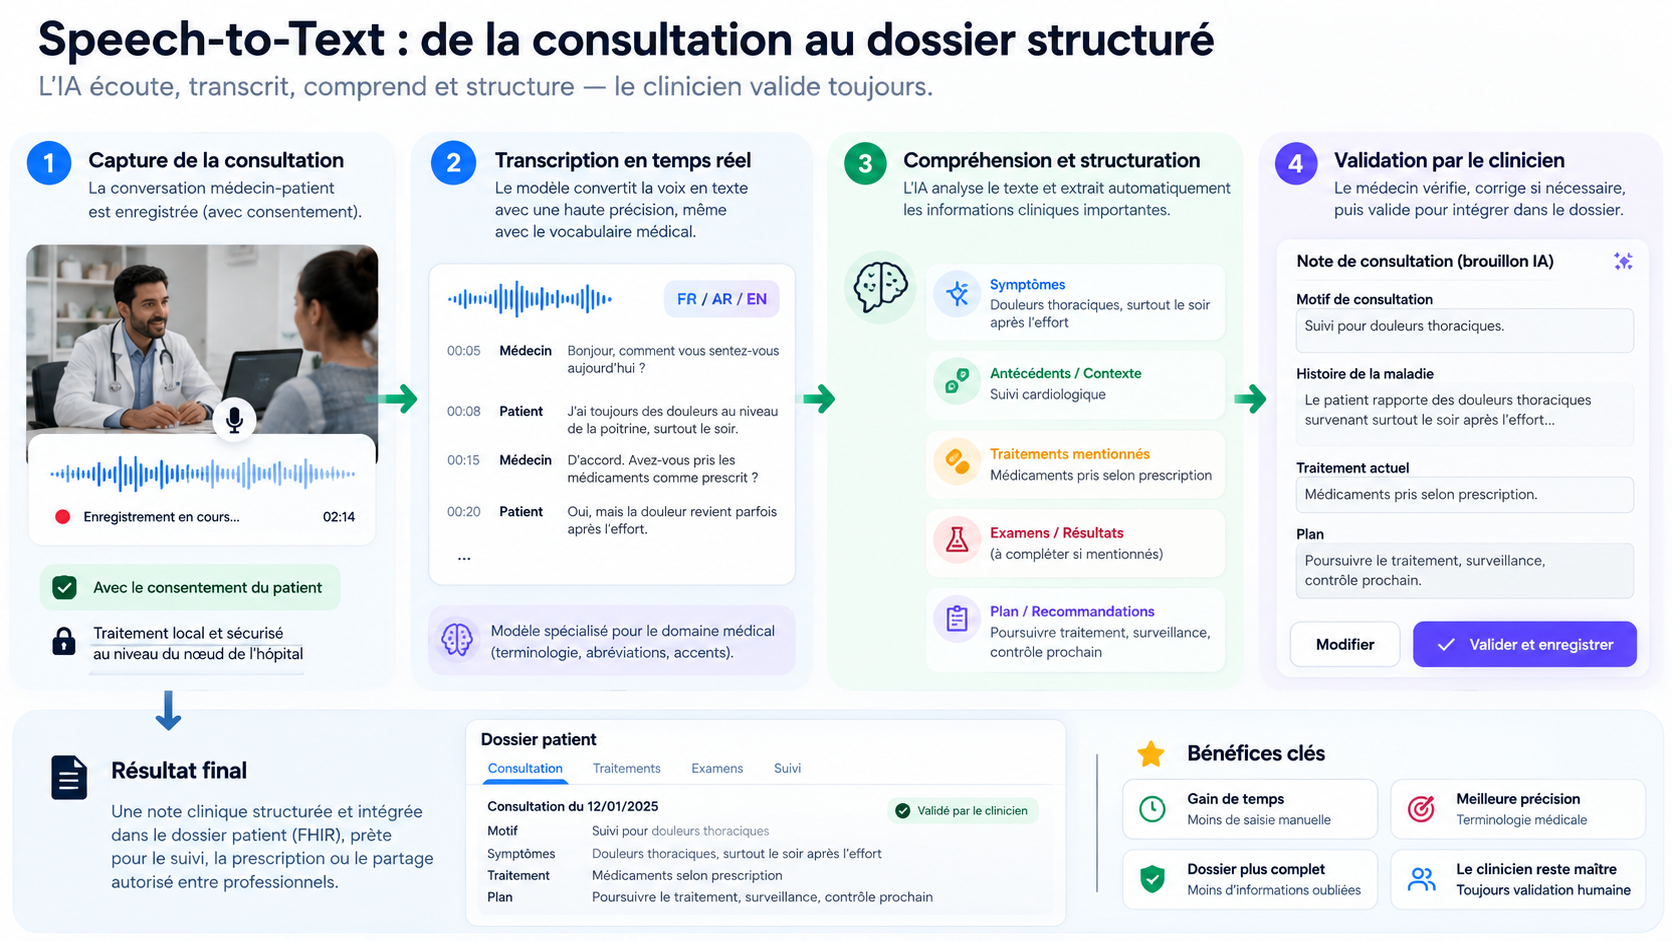 Speech-to-Text : de la consultation au dossier structuré
L'IA écoute, transcrit, comprend et structure — le clinicien valide toujours.
1
Capture de la consultation
La conversation médecin-patient
est enregistrée (avec consentement).
Enregistrement en cours...
02:14
Avec le consentement du patient
Traitement local et sécurisé
au niveau du nœud de l'hôpital
2
Transcription en temps réel
Le modèle convertit la voix en texte
avec une haute précision, même
avec le vocabulaire médical.
FR / AR / EN
00:05 Médecin Bonjour, comment vous sentez-vous
aujourd'hui ?
00:08 Patient J'ai toujours des douleurs au niveau
de la poitrine, surtout le soir.
00:15 Médecin D'accord. Avez-vous pris les
médicaments comme prescrit ?
00:20 Patient Oui, mais la douleur revient parfois
après l'effort.
...
Modèle spécialisé pour le domaine médical
(terminologie, abréviations, accents).
3
Compréhension et structuration
L'IA analyse le texte et extrait automatiquement
les informations cliniques importantes.
Symptômes
Douleurs thoraciques, surtout le soir
après l'effort
Antécédents / Contexte
Suivi cardiologique
Traitements mentionnés
Médicaments pris selon prescription
Examens / Résultats
(à compléter si mentionnés)
Plan / Recommandations
Poursuivre traitement, surveillance,
contrôle prochain
4
Validation par le clinicien
Le médecin vérifie, corrige si nécessaire,
puis valide pour intégrer dans le dossier.
Note de consultation (brouillon IA)
Motif de consultation
Suivi pour douleurs thoraciques.
Histoire de la maladie
Le patient rapporte des douleurs thoraciques
survenant surtout le soir après l'effort...
Traitement actuel
Médicaments pris selon prescription.
Plan
Poursuivre le traitement, surveillance,
contrôle prochain.
Modifier
Valider et enregistrer
Résultat final
Une note clinique structurée et intégrée
dans le dossier patient (FHIR), prète
pour le suivi, la prescription ou le partage
autorisé entre professionnels.
Dossier patient
Consultation Traitements Examens Suivi
Consultation du 12/01/2025
Validé par le clinicien
Motif Suivi pour douleurs thoraciques
Symptômes Douleurs thoraciques, surtout le soir après l'effort
Traitement Médicaments selon prescription
Plan Poursuivre le traitement, surveillance, contrôle prochain
Bénéfices clés
Gain de temps
Moins de saisie manuelle
Meilleure précision
Terminologie médicale
Dossier plus complet
Moins d'informations oubliées
Le clinicien reste maître
Toujours validation humaine